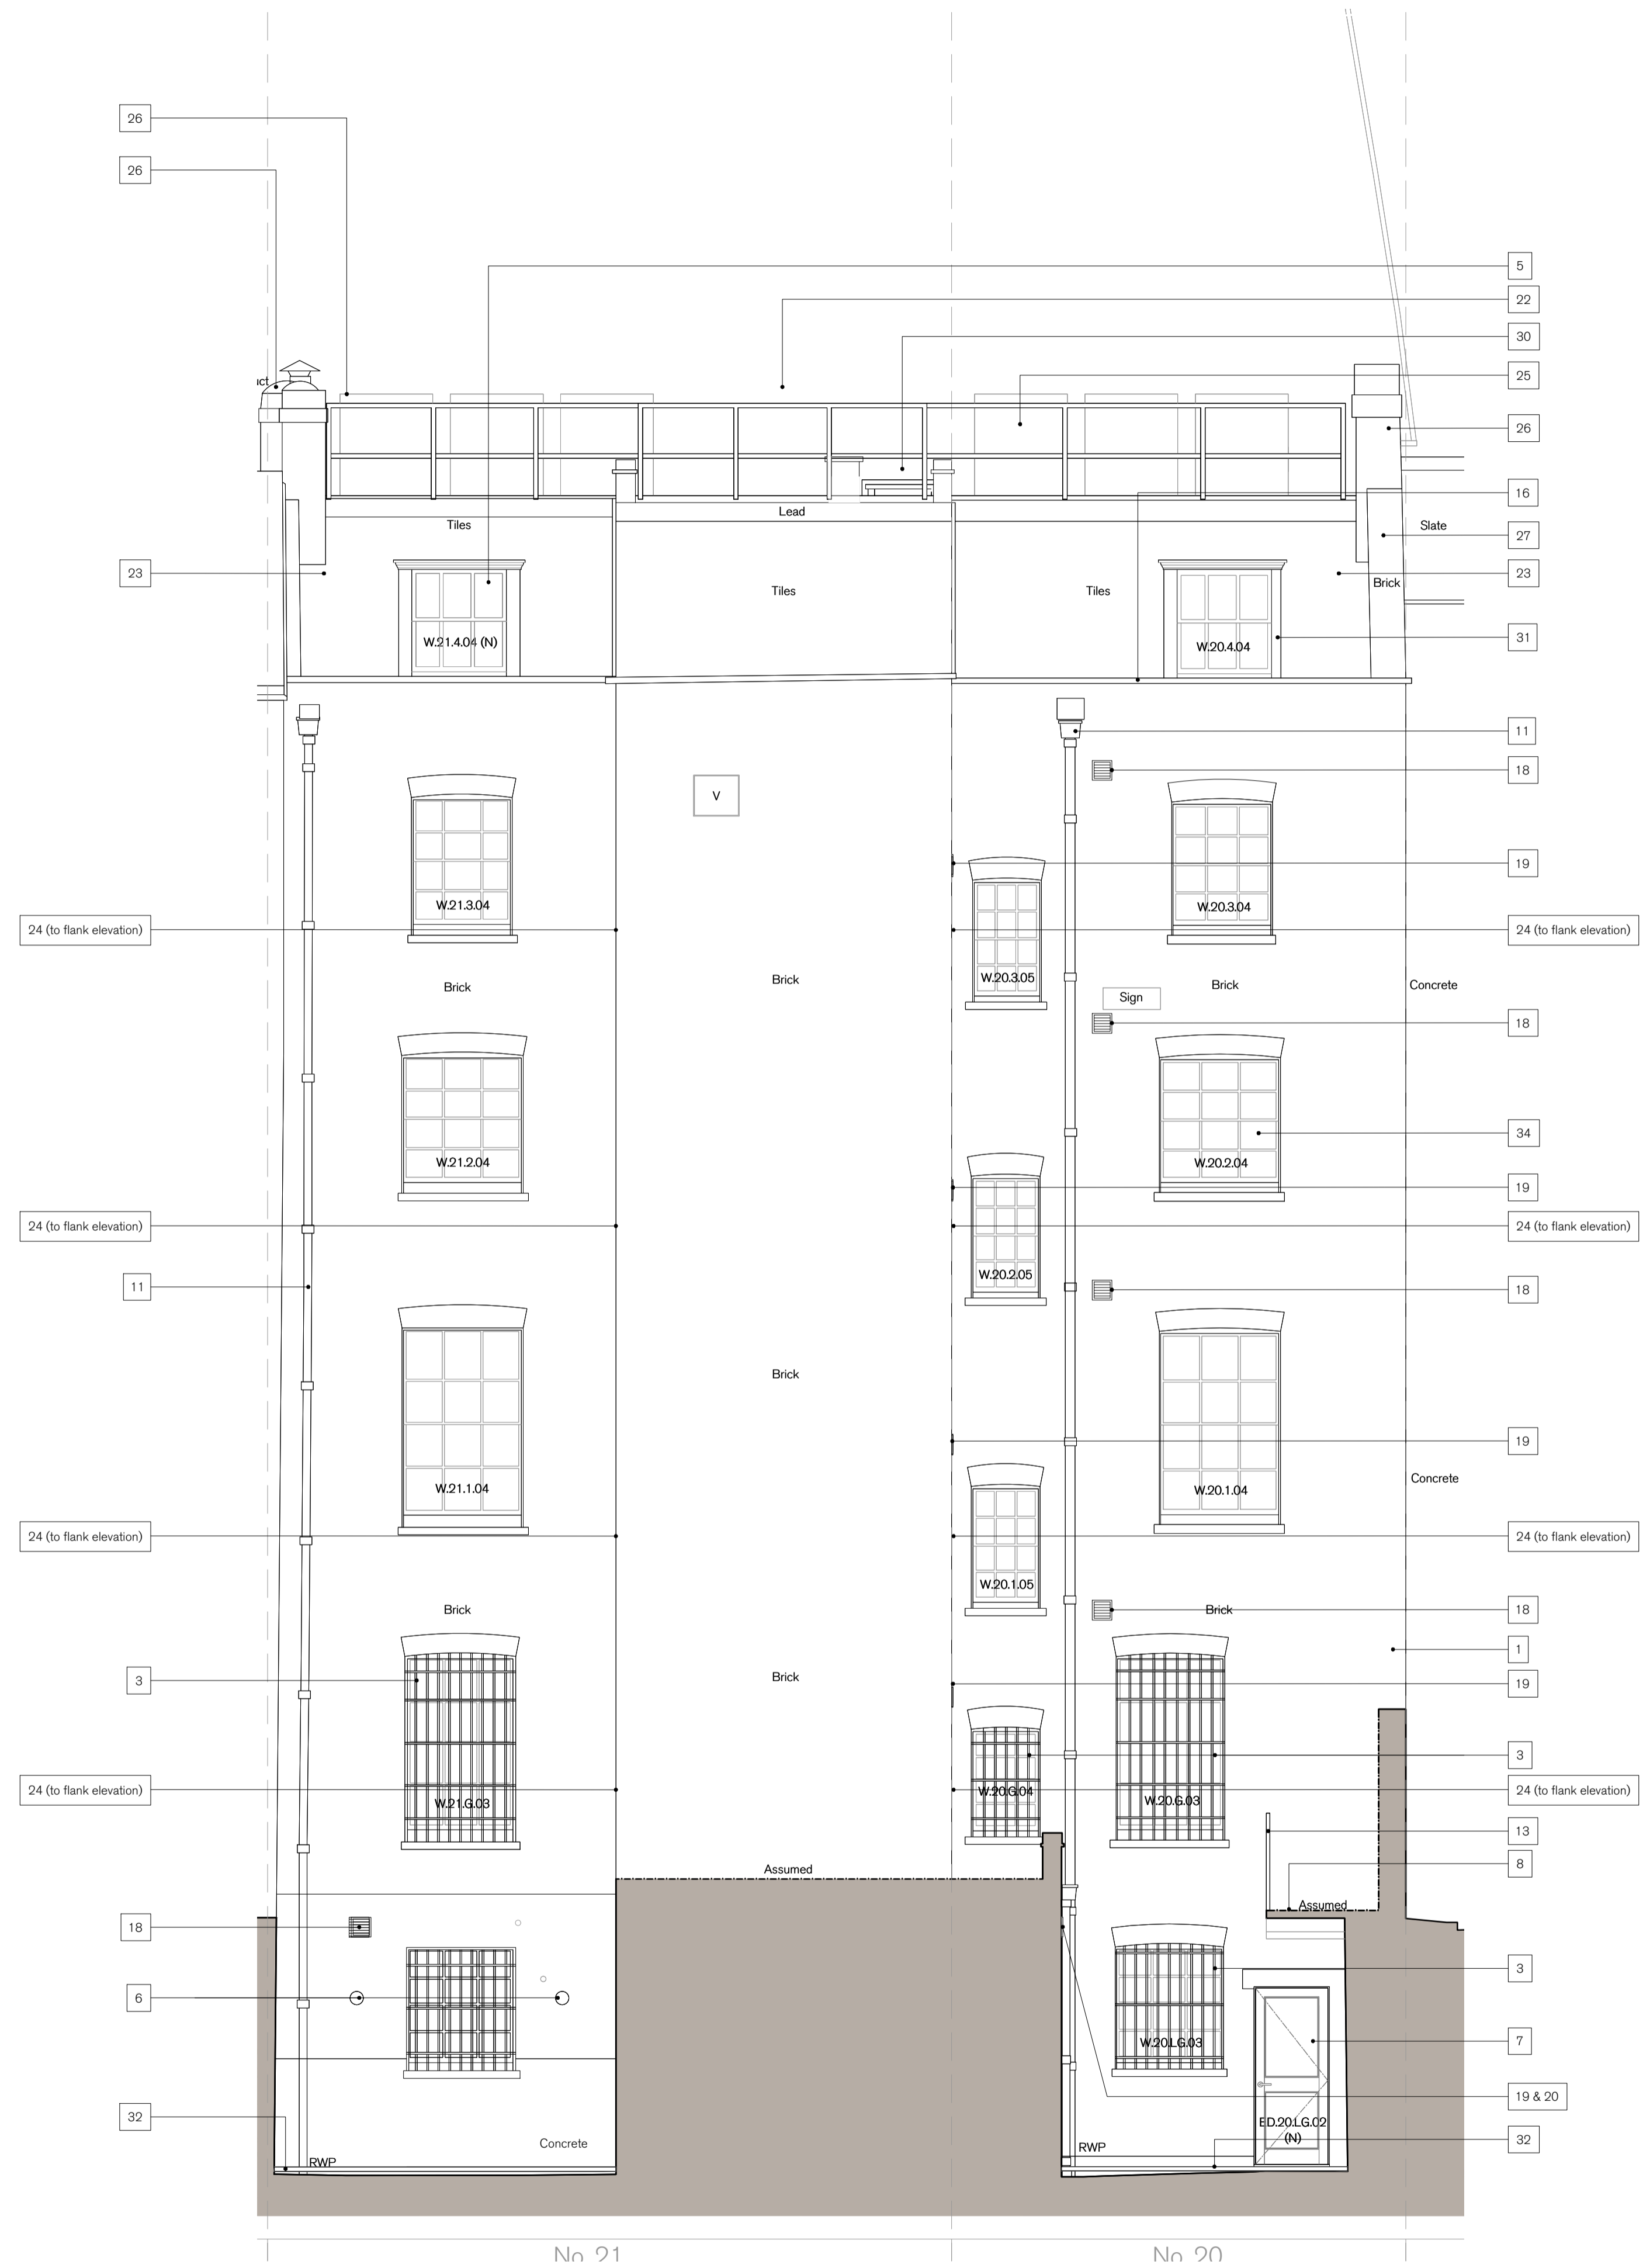 26
26
5
22
30
25
26
16
Lead
Tiles
Slate
27
23
Tiles
Tiles
Brick
23
W.21.4.04 (N)
W.20.4.04
31
11
18
V
19
W.21.3.04
W.20.3.04
24 (to flank elevation)
24 (to flank elevation)
W.20.3.05
Brick
Brick
Brick
Concrete
Sign
18
34
W.21.2.04
W.20.2.04
19
24 (to flank elevation)
24 (to flank elevation)
W.20.2.05
11
18
Brick
19
W.21.1.04
W.20.1.04
Concrete
24 (to flank elevation)
24 (to flank elevation)
W.20.1.05
Brick
Brick
18
1
3
Brick
19
3
24 (to flank elevation)
W.21.G.03
W.20.G.04
W.20.G.03
24 (to flank elevation)
13
Assumed
8
Assumed
18
3
6
W.20.LG.03
7
19 & 20
32
ED.20.LG.02
(N)
Concrete
RWP
RWP
32
No. 21
No. 20